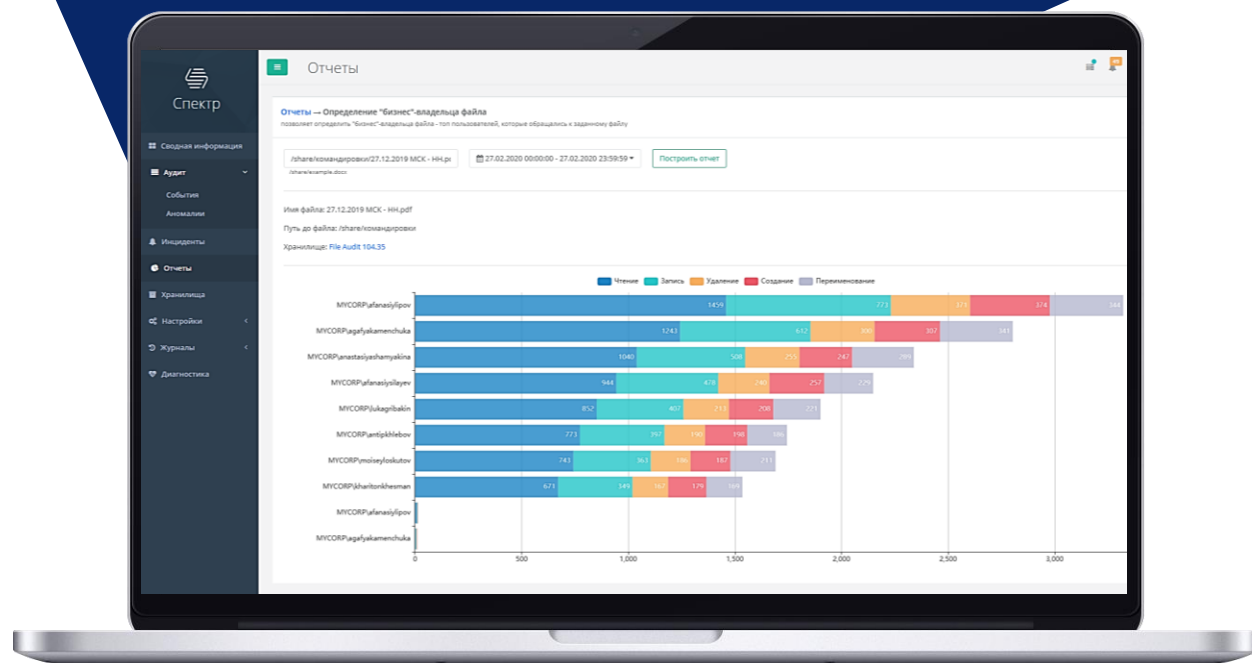 Спектр
Сводная информация
Аудит
События
Аномалии
Инциденты
Отчеты
Хранилища
Настройки
Журналы
Диагностика
Отчеты
Отчеты → Определение "бизнес"-владельца файла
позволяет определить "бизнес"-владельца файла - топ пользователей, которые обращались к заданному файлу
/share/командировки/27.12.2019 МСК - НН.pd
27.02.2020 00:00:00 - 27.02.2020 23:59:59
Построить отчет
/share/example.docx
Имя файла: 27.12.2019 МСК - НН.pdf
Путь до файла: /share/командировки
Хранилище: File Audit 104.35
Чтение Запись Удаление Создание Переименование
MYCORP\afanasiylipov 1459 773 373 374 344
MYCORP\agafyakamenchuka 1243 612 300 307 341
MYCORP\anastasiyashamyakina 1040 508 255 247 289
MYCORP\afanasiysilayev 944 478 240 257 229
MYCORP\lukagribakin 852 407 213 208 221
MYCORP\antipkhlebov 773 397 190 198 186
MYCORP\moiseyloskutov 743 363 186 187 211
MYCORP\kharitonkhesman 671 349 167 179 169
MYCORP\afanasiylipov
MYCORP\agafyakamenchuka
0 500 1,000 1,500 2,000 2,500 3,000